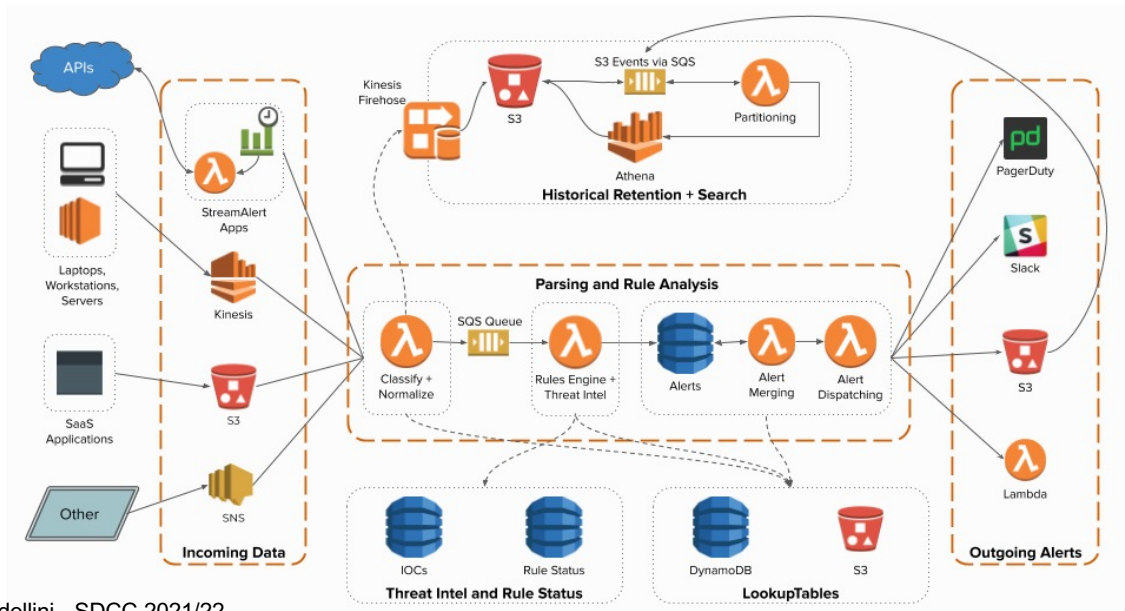 APIs
Laptops,
Workstations,
Servers
SaaS
Applications
Other
StreamAlert
Apps
Kinesis
S3
SNS
Incoming Data
Kinesis
Firehose
S3
S3 Events via SQS
Partitioning
Athena
Historical Retention + Search
Parsing and Rule Analysis
Classify +
Normalize
SQS Queue
Rules Engine +
Threat Intel
Alerts
Alert
Merging
Alert
Dispatching
IOCs
Rule Status
Threat Intel and Rule Status
DynamoDB
S3
LookupTables
pd
PagerDuty
S
Slack
S3
Lambda
Outgoing Alerts
SDCC 2021/22